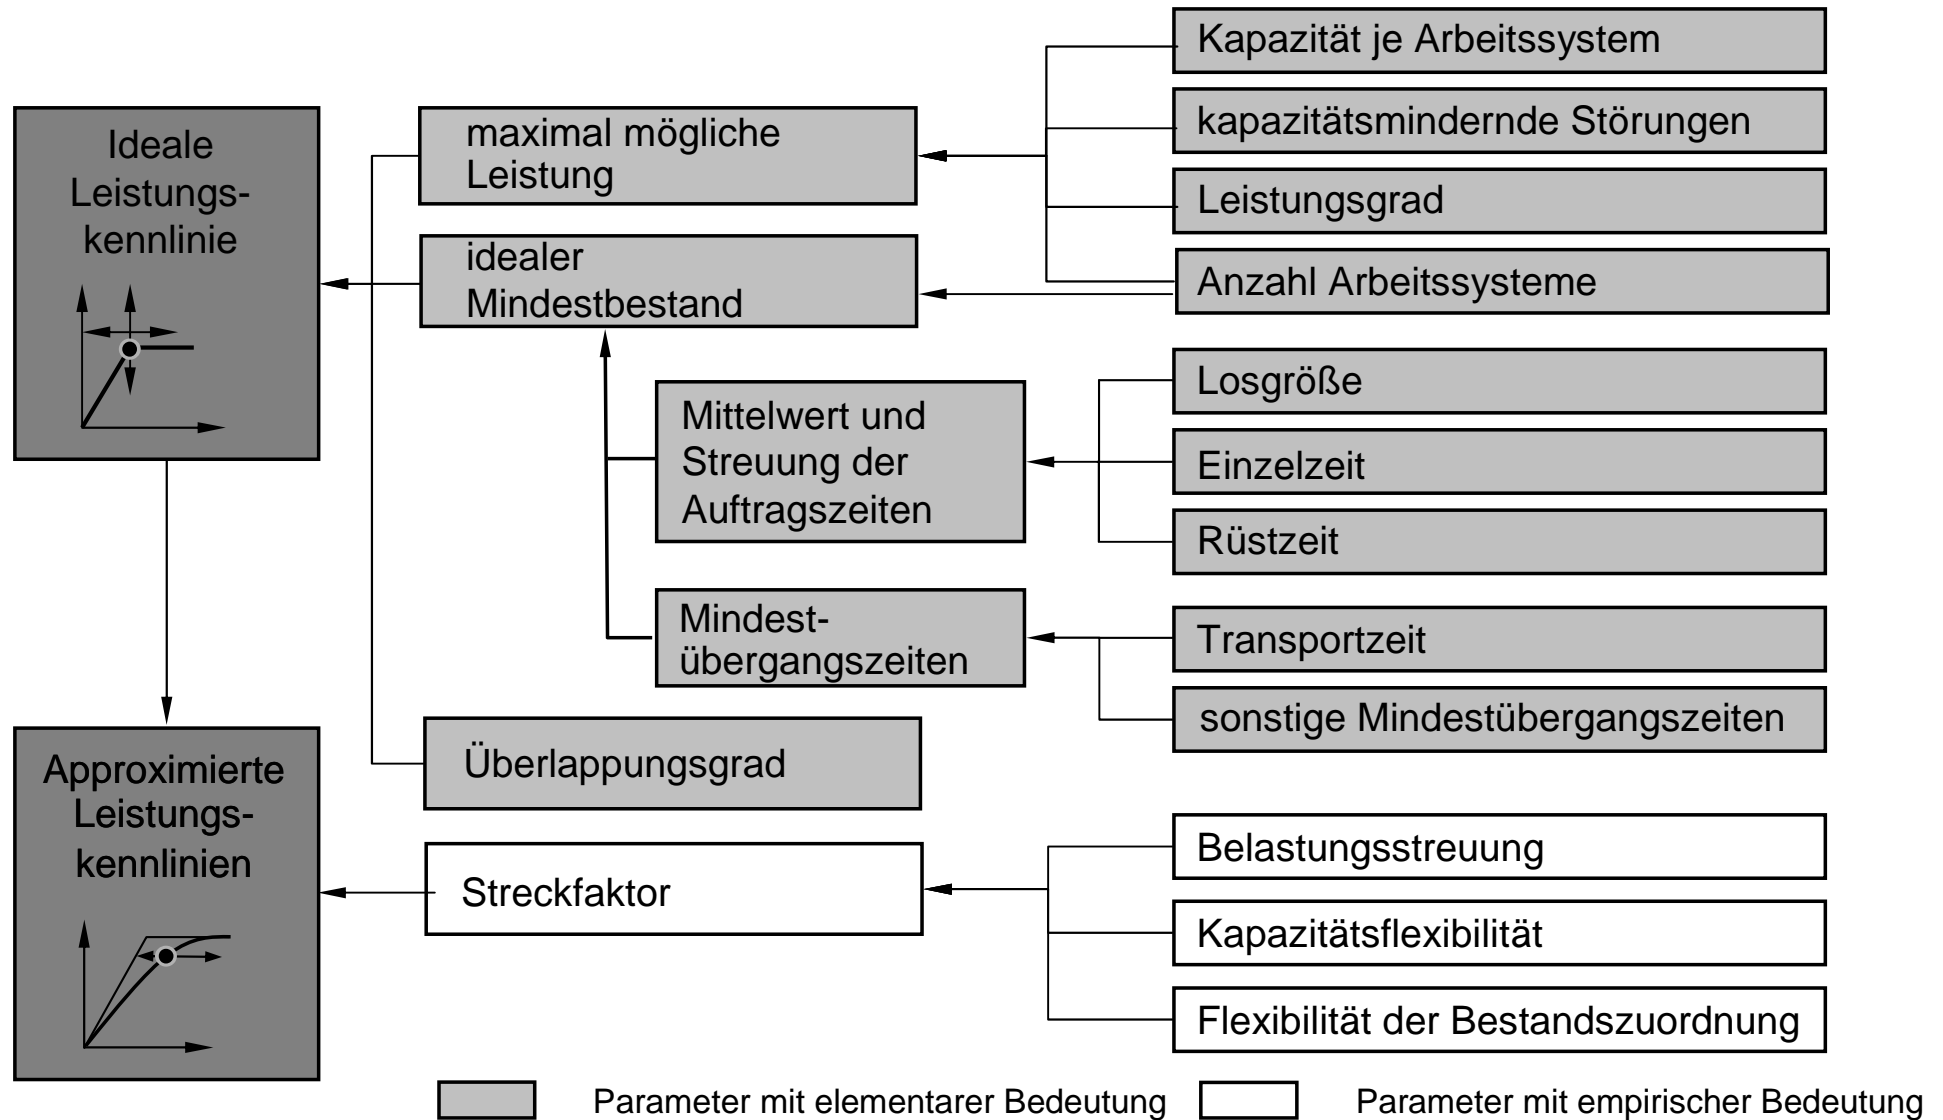 Ideale
Leistungs-
kennlinie
Approximierte
Leistungs-
kennlinien
maximal mögliche
Leistung
idealer
Mindestbestand
Mittelwert und
Streuung der
Auftragszeiten
Mindest-
übergangszeiten
Überlappungsgrad
Streckfaktor
Kapazität je Arbeitssystem
kapazitätsmindernde Störungen
Leistungsgrad
Anzahl Arbeitssysteme
Losgröße
Einzelzeit
Rüstzeit
Transportzeit
sonstige Mindestübergangszeiten
Belastungsstreuung
Kapazitätsflexibilität
Flexibilität der Bestandszuordnung
Parameter mit elementarer Bedeutung
Parameter mit empirischer Bedeutung